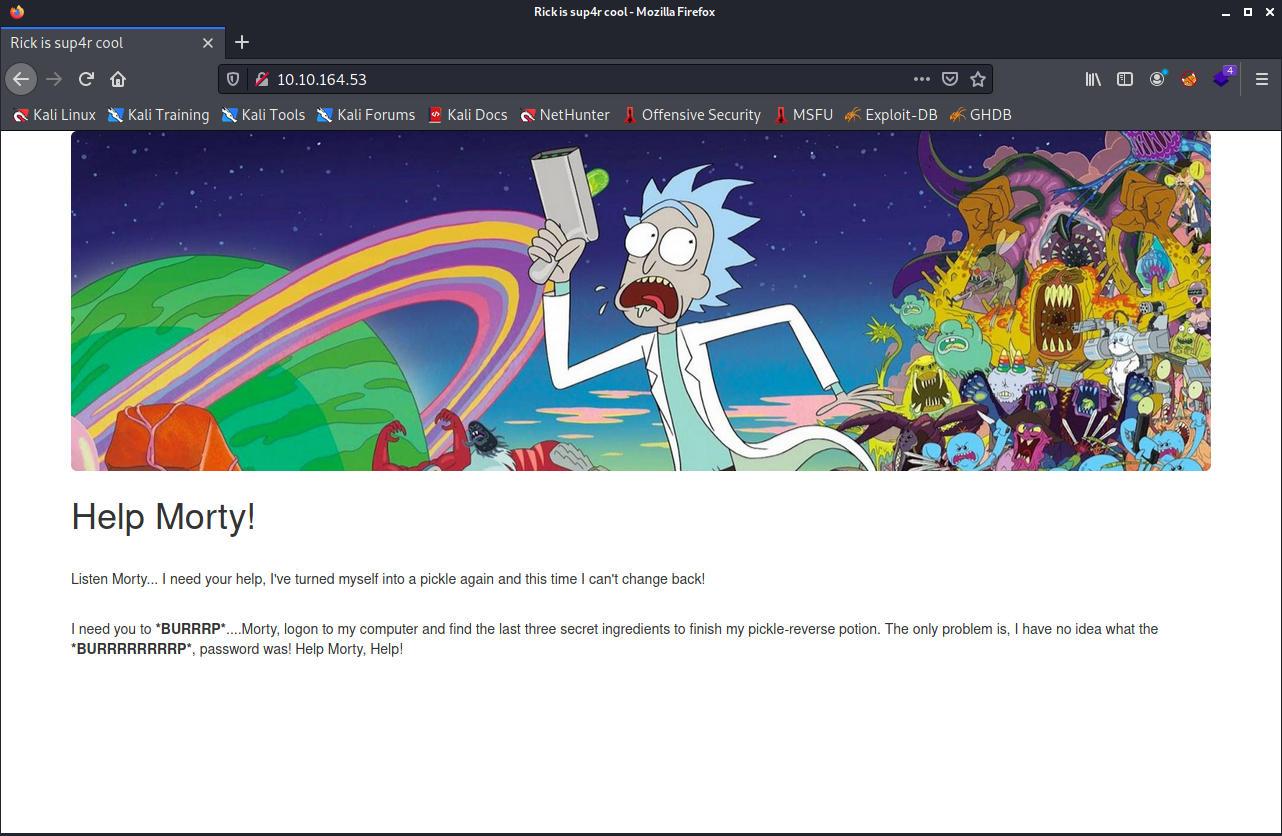 Rick is sup4r cool - Mozilla Firefox
Rick is sup4r cool
10.10.164.53
4
Kali Linux Kali Training Kali Tools Kali Forums Kali Docs NetHunter Offensive Security MSFU Exploit-DB GHDB
Help Morty!
Listen Morty... I need your help, I've turned myself into a pickle again and this time I can't change back!
I need you to *BURRRP*....Morty, logon to my computer and find the last three secret ingredients to finish my pickle-reverse potion. The only problem is, I have no idea what the
*BURRRRRRRRP*, password was! Help Morty, Help!